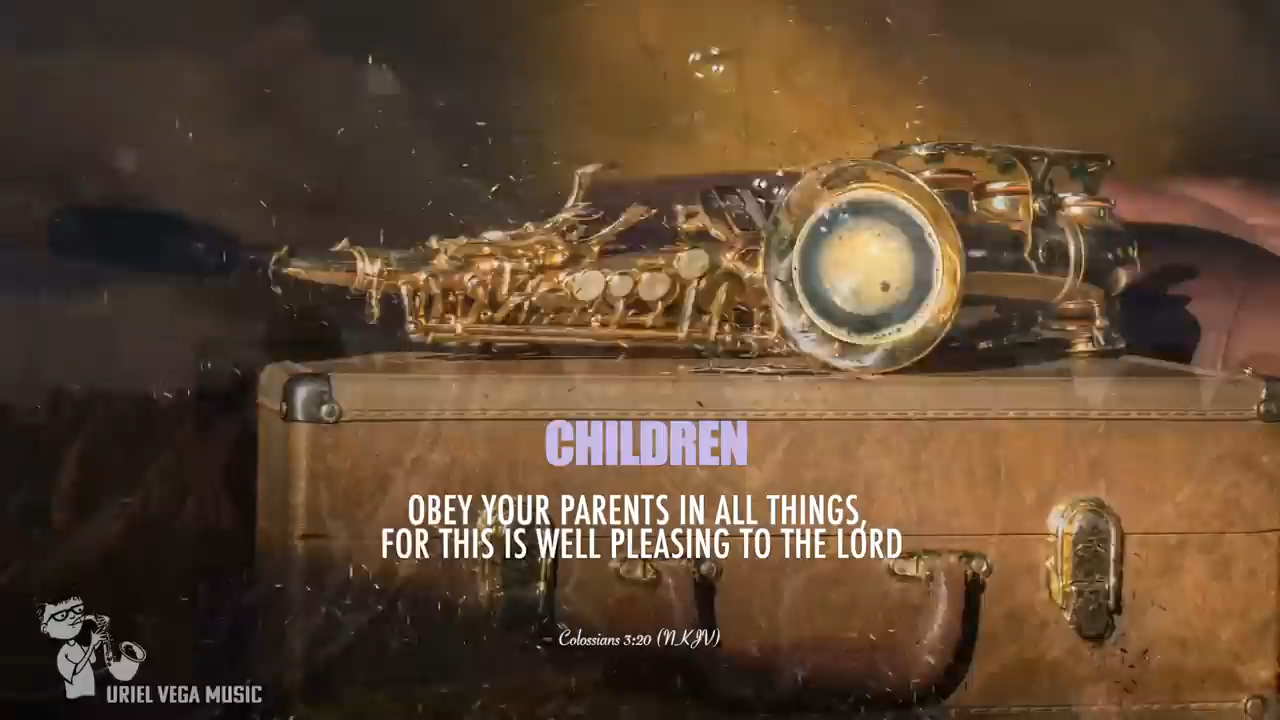 CHILDREN
OBEY YOUR PARENTS IN ALL THINGS,
FOR THIS IS WELL PLEASING TO THE LORD
Colossians 3:20 (NKJV)
URIEL VEGA MUSIC